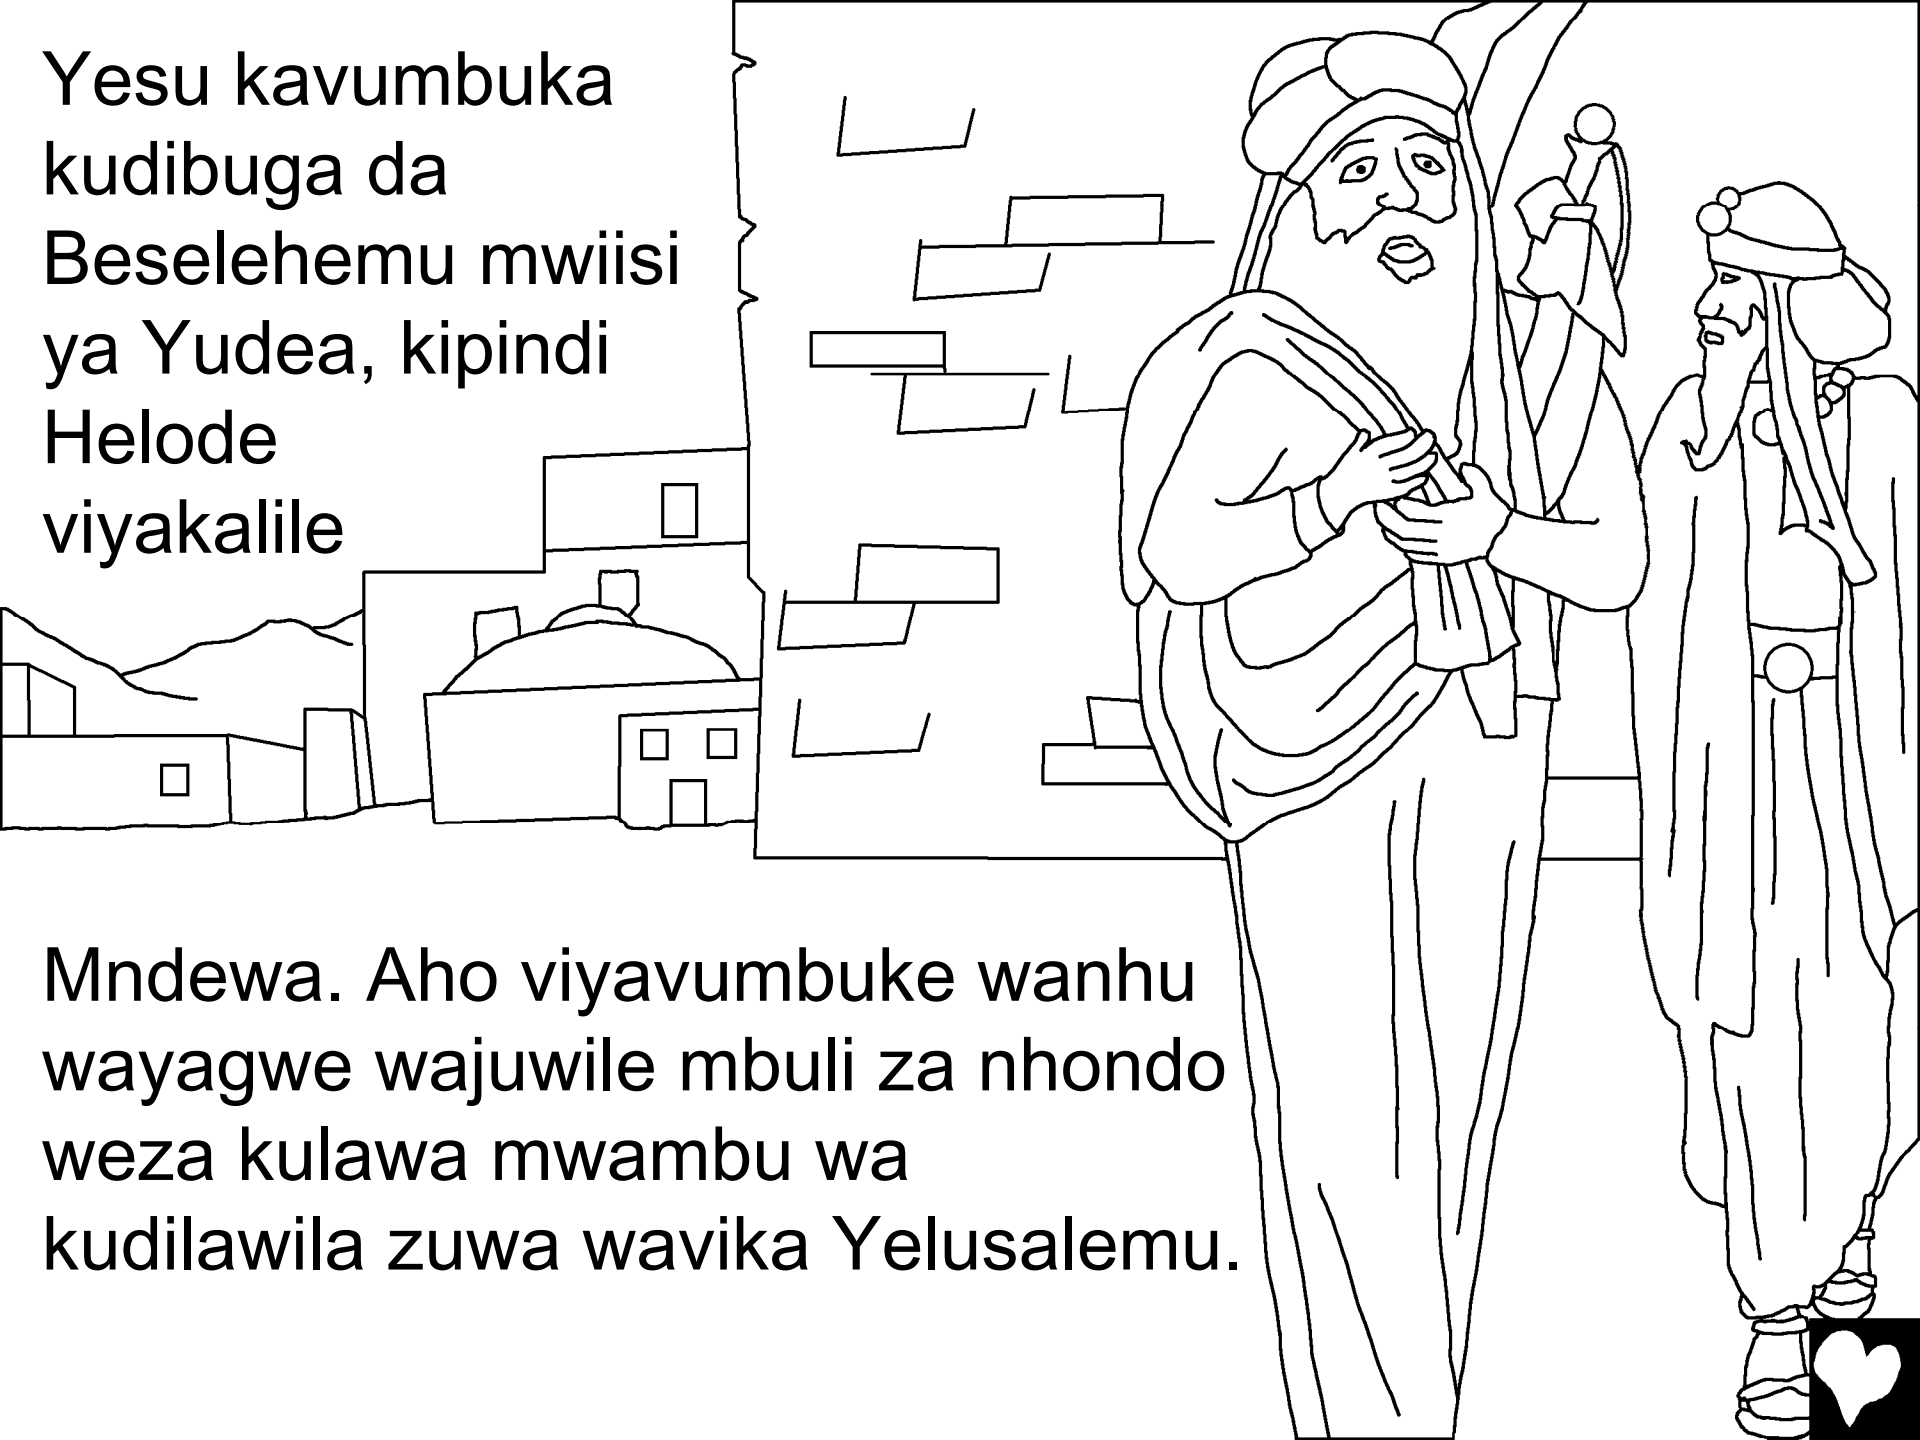 Yesu kavumbuka
kudibuga da
Beselehemu mwiisi
ya Yudea, kipindi
Helode
viyakalile
Mndewa. Aho viyavumbuke wanhu
wayagwe wajuwile mbuli za nhondo
weza kulawa mwambu wa
kudilawila zuwa wavika Yelusalemu.